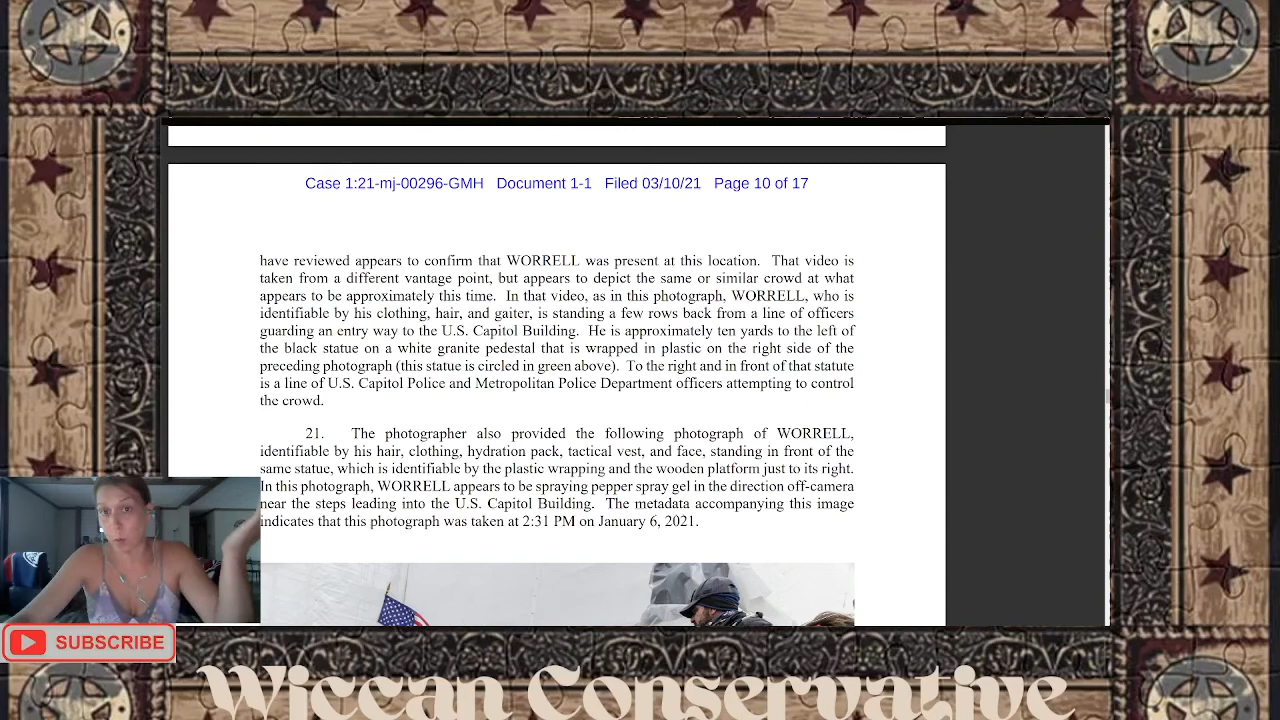 Case 1:21-mj-00296-GMH Document 1-1 Filed 03/10/21 Page 10 of 17
have reviewed appears to confirm that WORRELL was present at this location. That video is
taken from a different vantage point, but appears to depict the same or similar crowd at what
appears to be approximately this time. In that video, as in this photograph, WORRELL, who is
identifiable by his clothing, hair, and gaiter, is standing a few rows back from a line of officers
guarding an entry way to the U.S. Capitol Building. He is approximately ten yards to the left of
the black statue on a white granite pedestal that is wrapped in plastic on the right side of the
preceding photograph (this statue is circled in green above). To the right and in front of that statute
is a line of U.S. Capitol Police and Metropolitan Police Department officers attempting to control
the crowd.
21. The photographer also provided the following photograph of WORRELL,
identifiable by his hair, clothing, hydration pack, tactical vest, and face, standing in front of the
same statue, which is identifiable by the plastic wrapping and the wooden platform just to its right.
In this photograph, WORRELL appears to be spraying pepper spray gel in the direction off-camera
near the steps leading into the U.S. Capitol Building. The metadata accompanying this image
indicates that this photograph was taken at 2:31 PM on January 6, 2021.
SUBSCRIBE
Wiccan Conservative